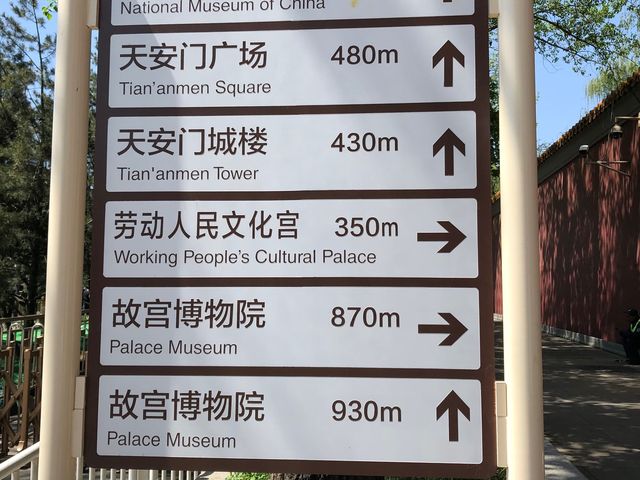 National Museum of China
天安门广场 480m ↑
Tian'anmen Square
天安门城楼 430m ↑
Tian'anmen Tower
劳动人民文化宫 350m →
Working People's Cultural Palace
故宫博物院 870m →
Palace Museum
故宫博物院 930m ↑
Palace Museum